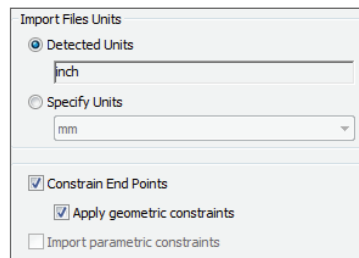 Import Files Units
Detected Units
inch
Specify Units
mm
Constrain End Points
Apply geometric constraints
Import parametric constraints